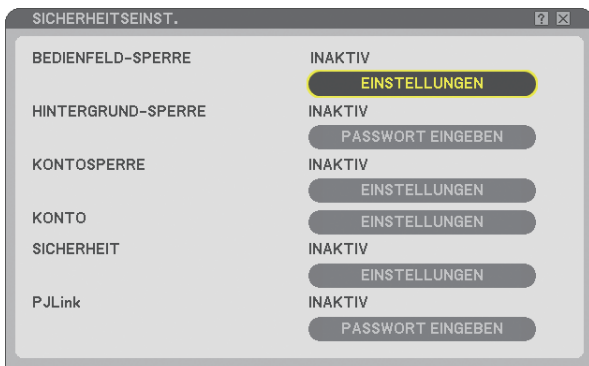 SICHERHEITSEINST.
BEDIENFELD-SPERRE INAKTIV
EINSTELLUNGEN
HINTERGRUND-SPERRE INAKTIV
PASSWORT EINGEBEN
KONTOSPERRE INAKTIV
EINSTELLUNGEN
KONTO EINSTELLUNGEN
SICHERHEIT INAKTIV
EINSTELLUNGEN
PJLink INAKTIV
PASSWORT EINGEBEN